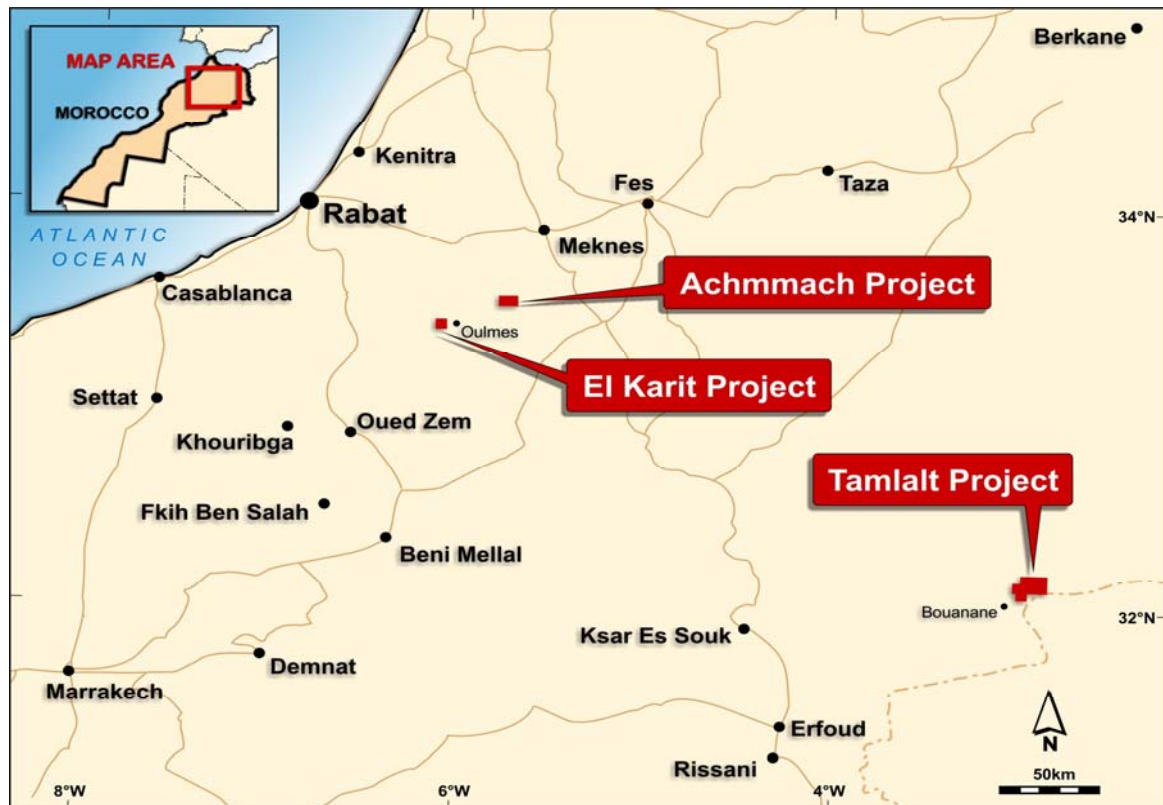 MAP AREA
MOROCCO
Berkane
Kenitra
Taza
Fes
Rabat
34°N
ATLANTIC
OCEAN
Meknes
Achmmach Project
Casablanca
Oulmes
El Karit Project
Settat
Oued Zem
Khouribga
Tamlalt Project
Fkih Ben Salah
Beni Mellal
Bouanane
32°N
Ksar Es Souk
Demnat
Marrakech
Erfoud
N
Rissani
50km
8°W
6°W
4°W